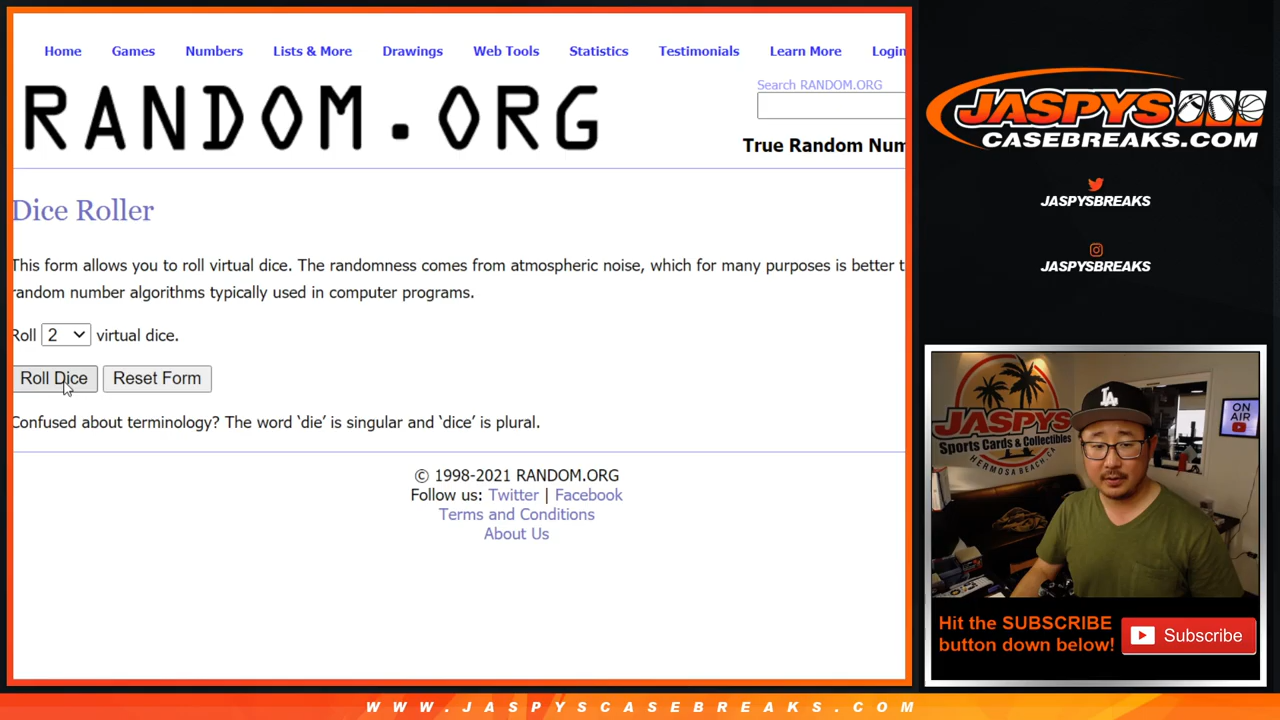 Home Games Numbers Lists & More Drawings Web Tools Statistics Testimonials Learn More Login
RANDOM.ORG
Search RANDOM.ORG
True Random Num
Dice Roller
This form allows you to roll virtual dice. The randomness comes from atmospheric noise, which for many purposes is better t
random number algorithms typically used in computer programs.
Roll 2 virtual dice.
Roll Dice Reset Form
Confused about terminology? The word ‘die’ is singular and ‘dice’ is plural.
© 1998-2021 RANDOM.ORG
Follow us: Twitter | Facebook
Terms and Conditions
About Us
JASPYS
CASEBREAKS.COM
JASPYSBREAKS
JASPYSBREAKS
JASPYS
Sports Cards & Collectibles
HERMOSA BEACH, CA
LA
ON
AIR
Hit the SUBSCRIBE
button down below!
Subscribe
WWW.JASPYSCASEBREAKS.COM